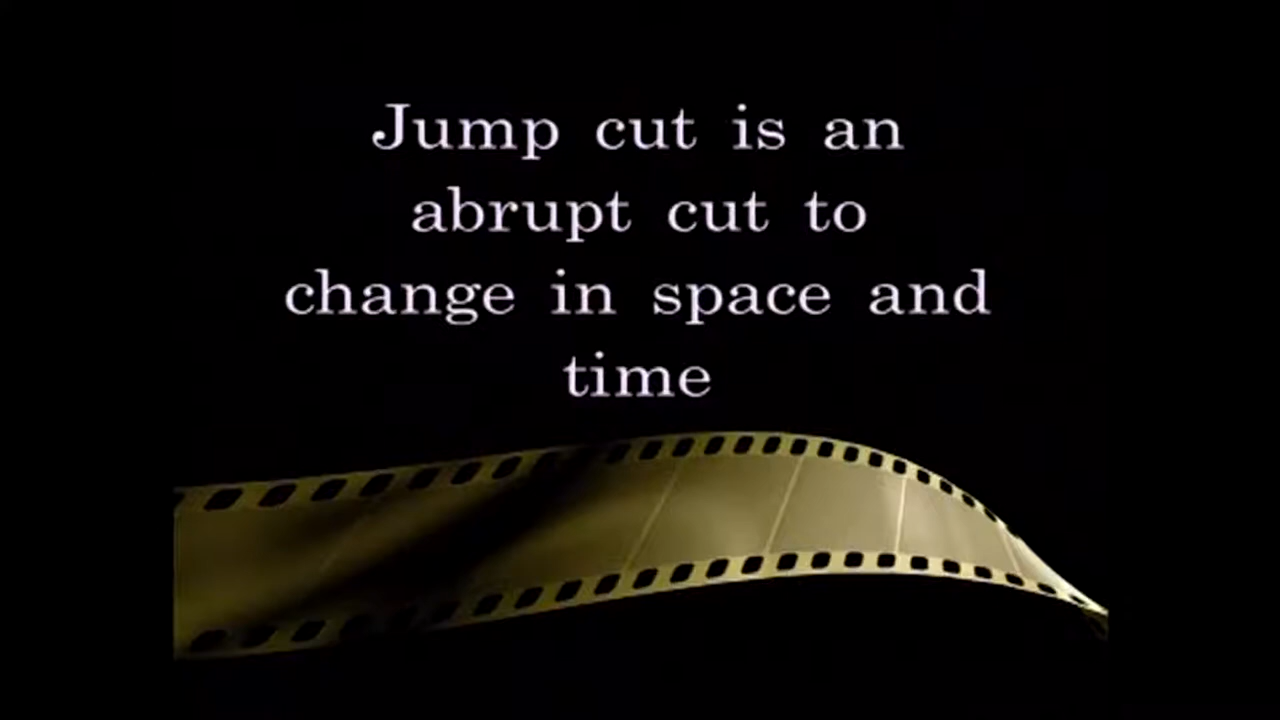 Jump cut is an
abrupt cut to
change in space and
time